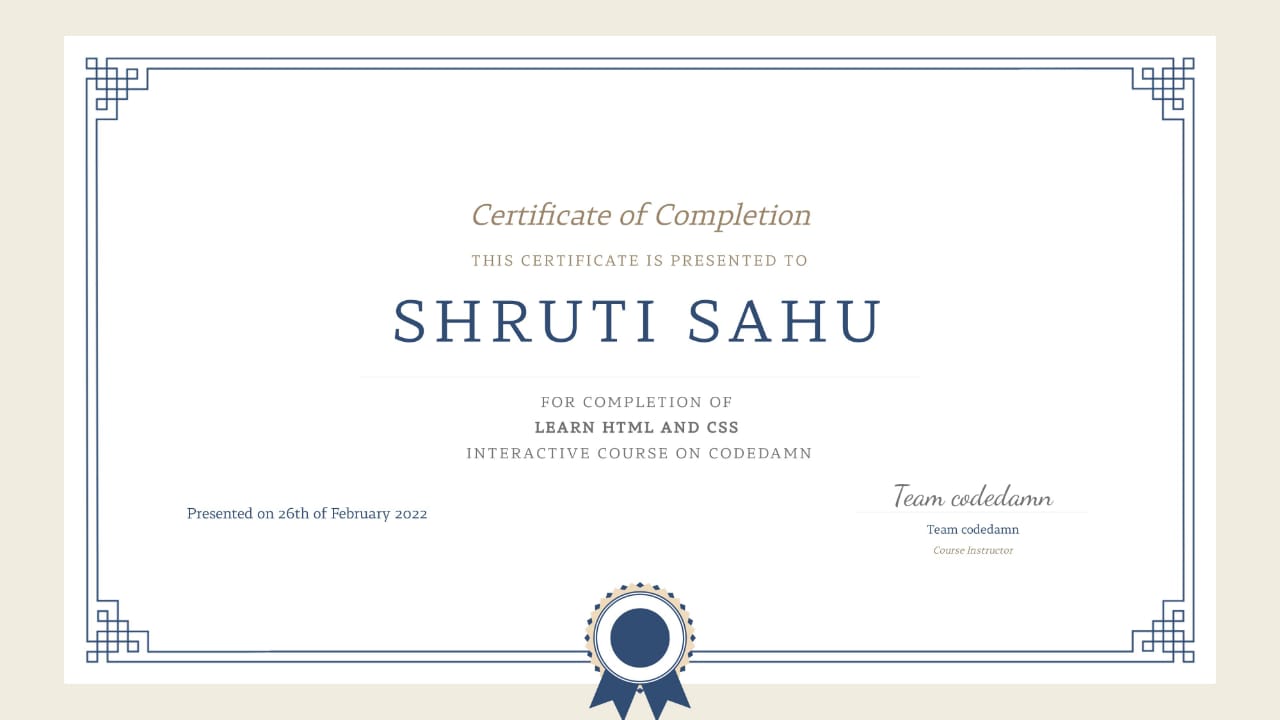 Certificate of Completion
THIS CERTIFICATE IS PRESENTED TO
SHRUTI SAHU
FOR COMPLETION OF
LEARN HTML AND CSS
INTERACTIVE COURSE ON CODEDAMN
Presented on 26th of February 2022
Team codedamn
Team codedamn
Course Instructor